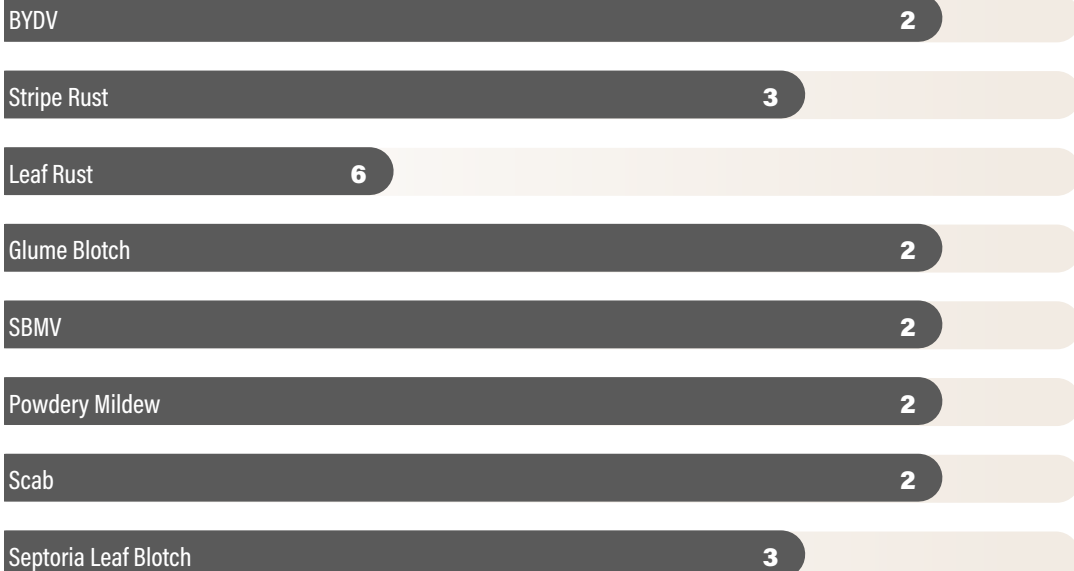 BYDV 2
Stripe Rust 3
Leaf Rust 6
Glume Blotch 2
SBMV 2
Powdery Mildew 2
Scab 2
Septoria Leaf Blotch 3